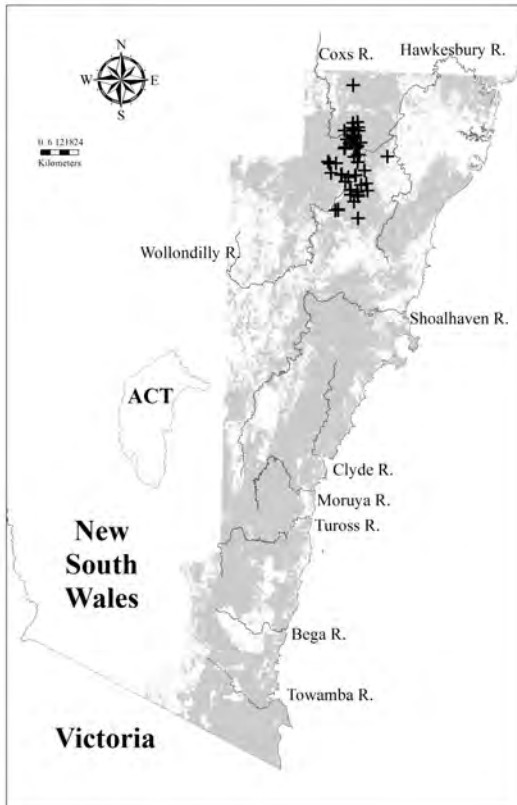 Coxs R.
Hawkesbury R.
N
W
E
S
Kilometers
Wollondilly R.
Shoalhaven R.
ACT
Clyde R.
Moruya R.
Tuross R.
New
South
Wales
Bega R.
Towamba R.
Victoria